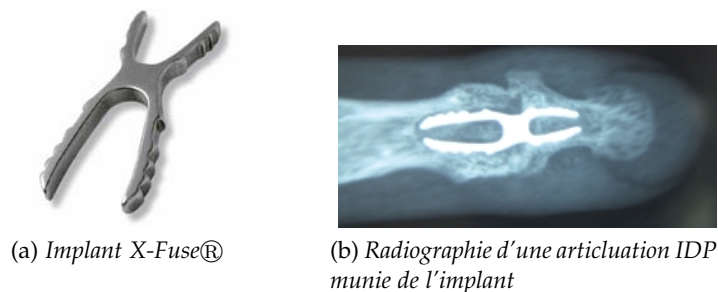 (a) Implant X-Fuse®
(b) Radiographie d'une articluation IDP
munie de l'implant